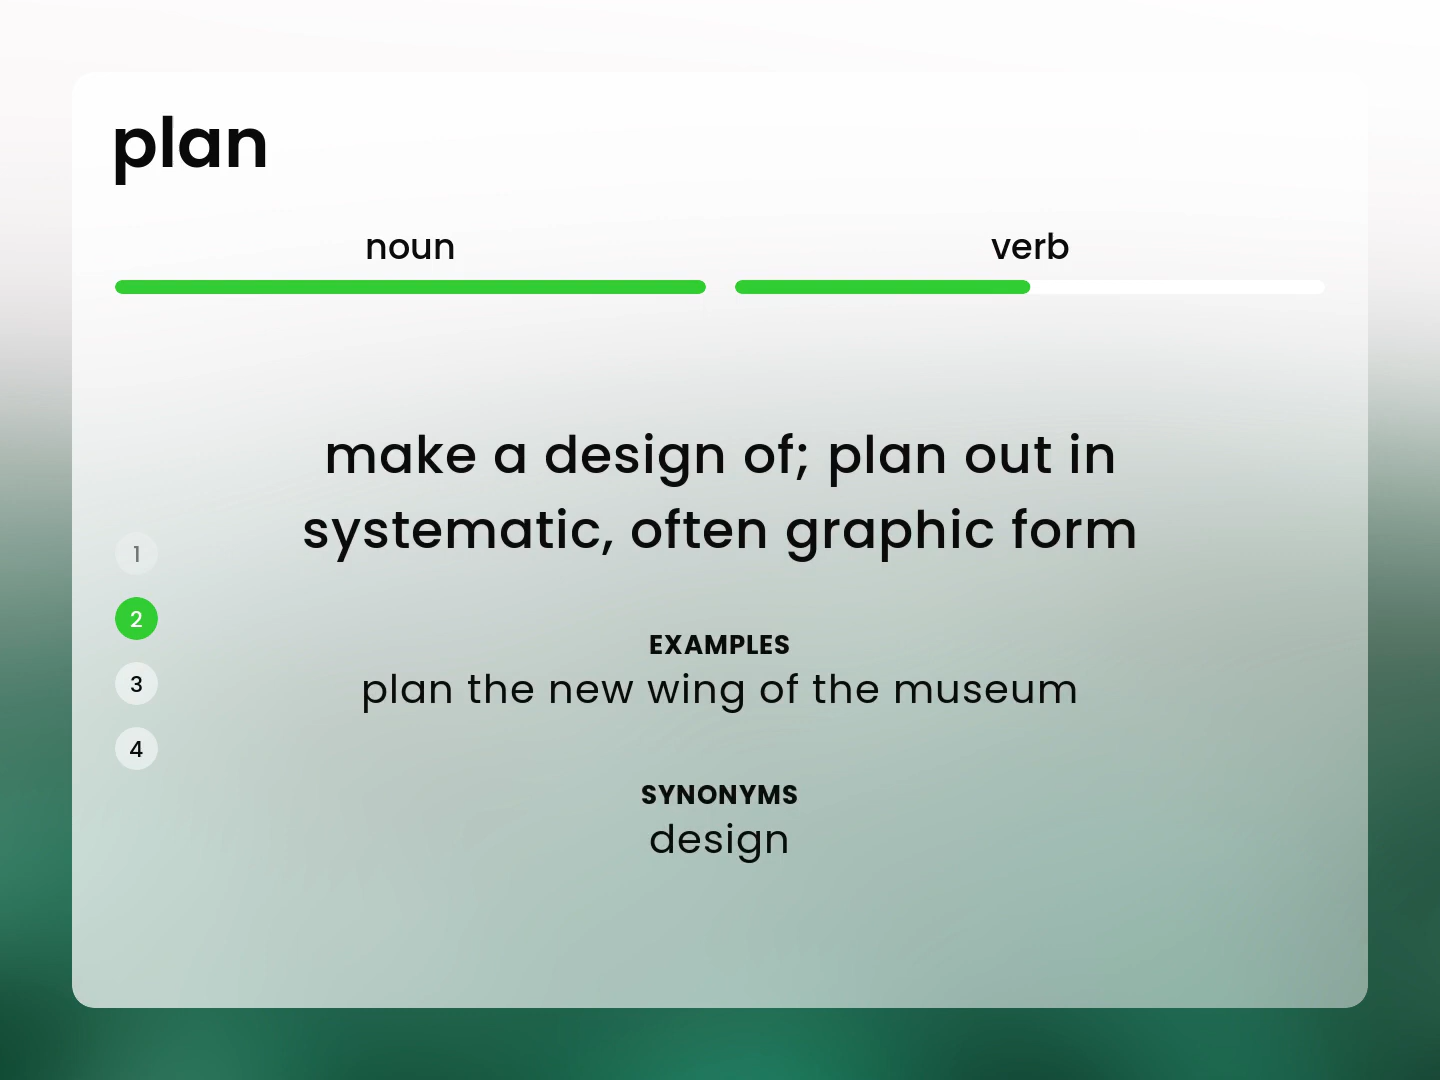 plan
noun
verb
make a design of; plan out in
systematic, often graphic form
1
2
3
4
EXAMPLES
plan the new wing of the museum
SYNONYMS
design